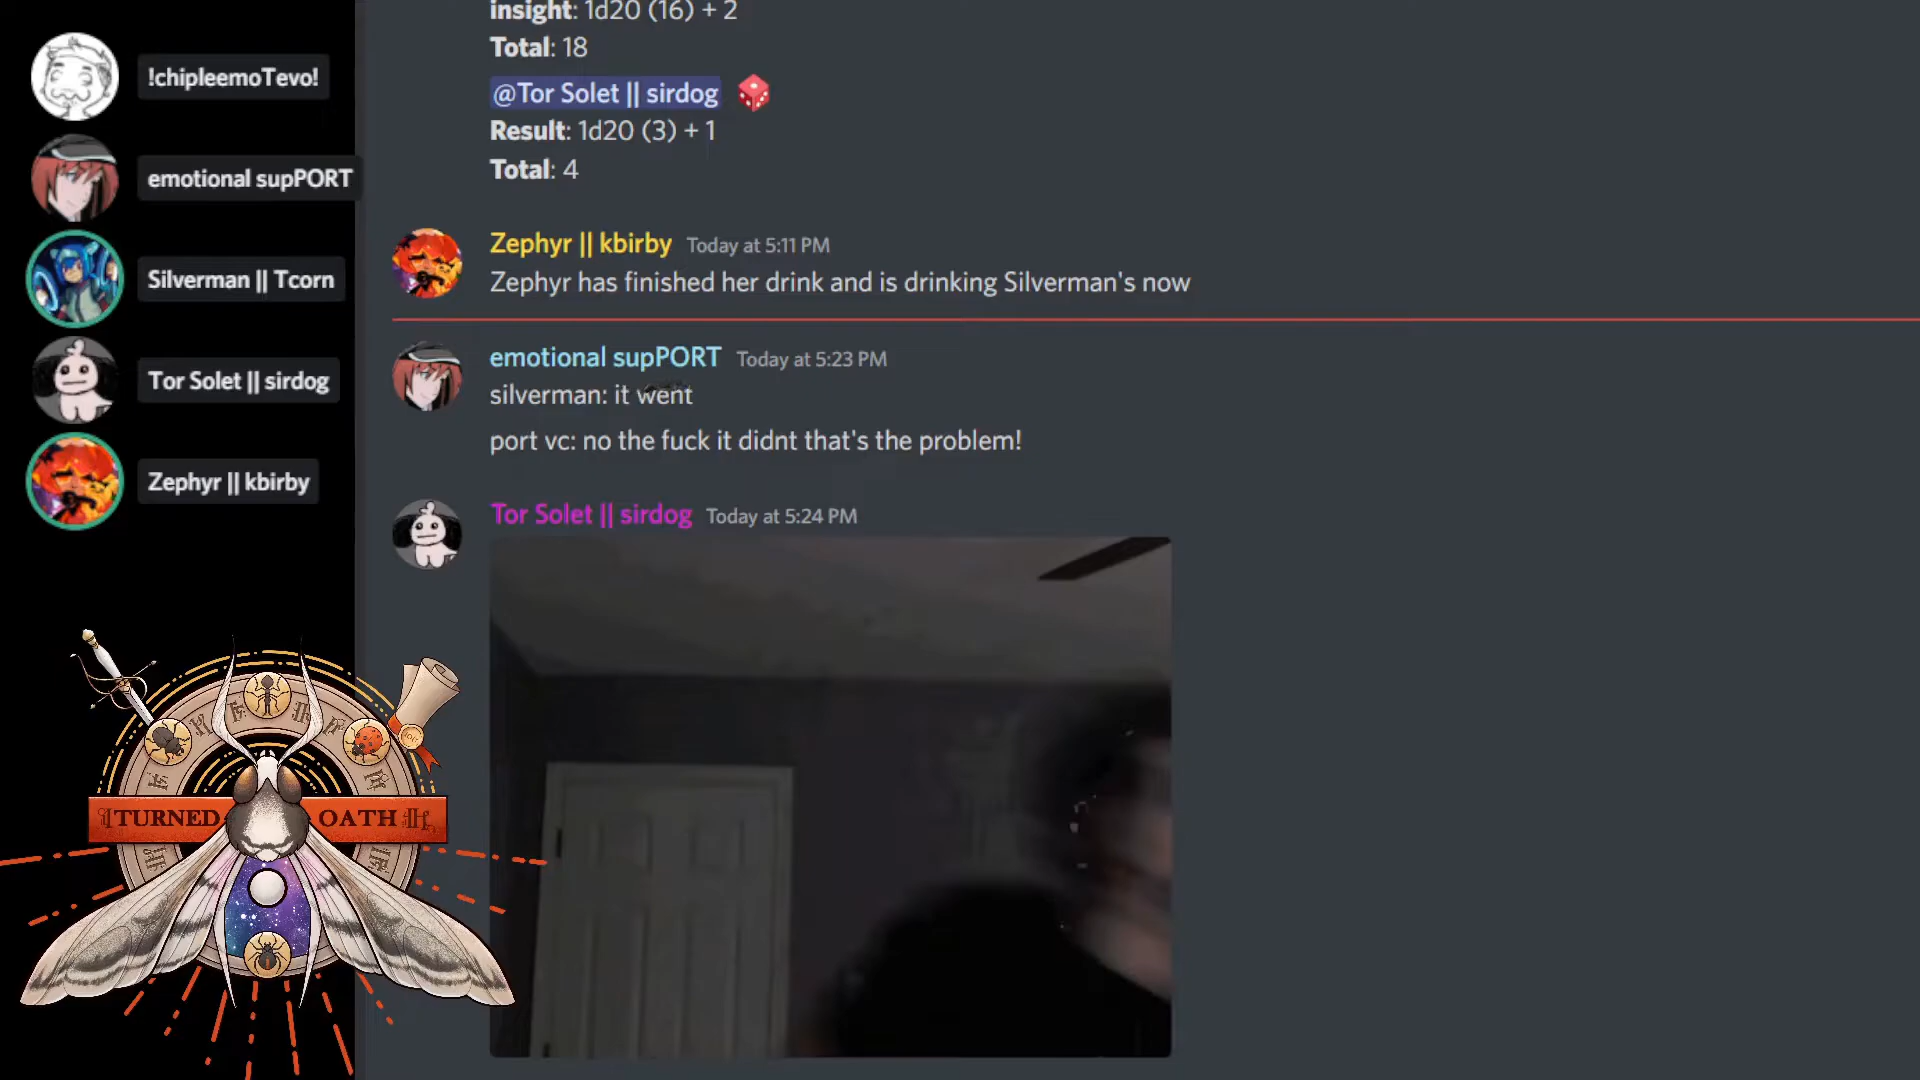 !chipleemoTevo!
emotional supPORT
Silverman || Tcorn
Tor Solet || sirdog
Zephyr || kbirby
TURNED OATH
insight: 1d20 (16) + 2
Total: 18
@Tor Solet || sirdog
Result: 1d20 (3) + 1
Total: 4
Zephyr || kbirby Today at 5:11 PM
Zephyr has finished her drink and is drinking Silverman's now
emotional supPORT Today at 5:23 PM
silverman: it went
port vc: no the fuck it didnt that's the problem!
Tor Solet || sirdog Today at 5:24 PM